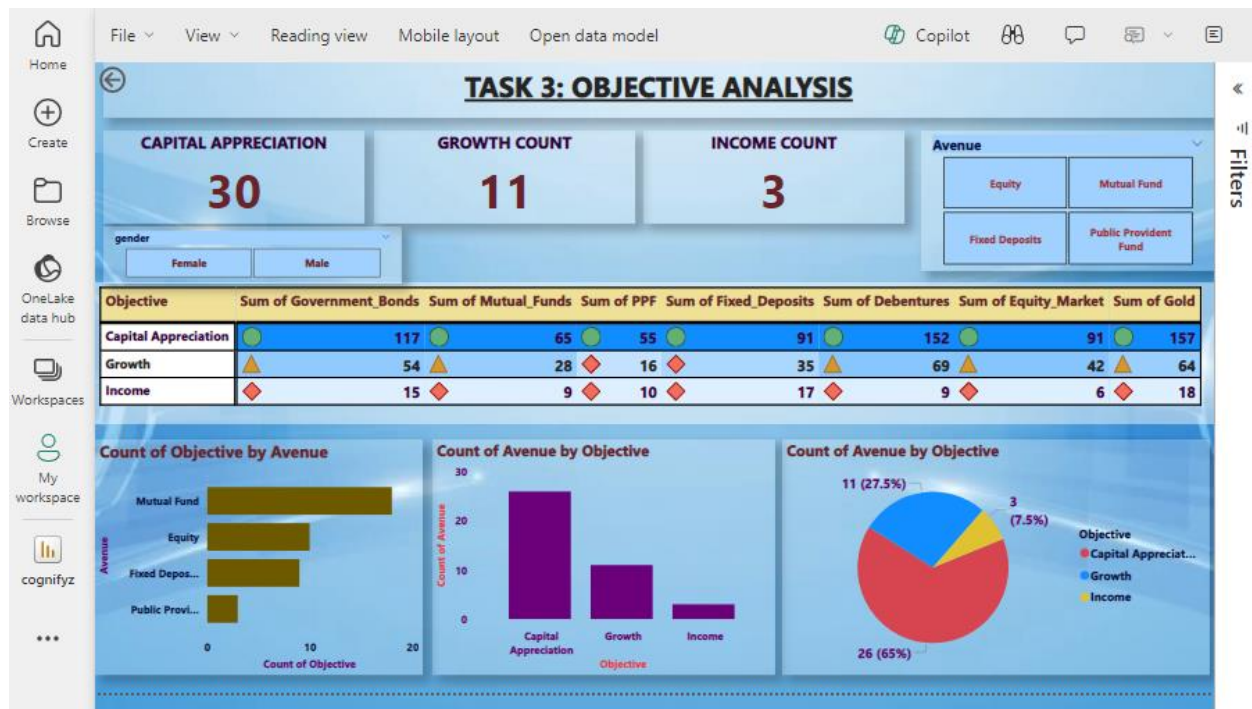 File View Reading view Mobile layout Open data model Copilot
Home
Create
Browse
OneLake
data hub
Workspaces
My
workspace
cognifyz
Filters
TASK 3: OBJECTIVE ANALYSIS
CAPITAL APPRECIATION
30
GROWTH COUNT
11
INCOME COUNT
3
Avenue
Equity
Mutual Fund
Fixed Deposits
Public Provident
Fund
gender
Female
Male
Objective Sum of Government_Bonds Sum of Mutual_Funds Sum of PPF Sum of Fixed_Deposits Sum of Debentures Sum of Equity_Market Sum of Gold
Capital Appreciation 117 65 55 91 152 91 157
Growth 54 28 16 35 69 42 64
Income 15 9 10 17 9 6 18
Count of Objective by Avenue
Avenue
Mutual Fund
Equity
Fixed Depos...
Public Provi...
0 10 20
Count of Objective
Count of Avenue by Objective
Count of Avenue
30
20
10
0
Capital
Appreciation
Growth
Income
Objective
Count of Avenue by Objective
11 (27.5%)
3
(7.5%)
26 (65%)
Objective
Capital Appreciat...
Growth
Income